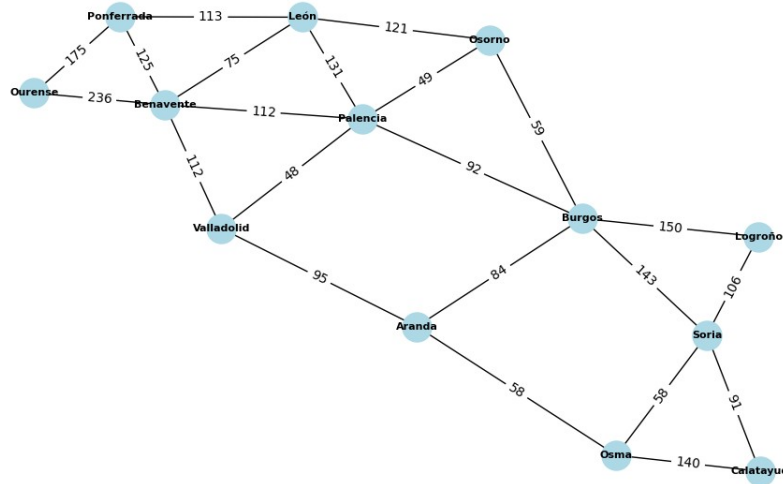 Ponferrada
113
León
121
Osorno
175
125
75
131
49
Ourense
236
Benavente
112
Palencia
59
112
48
92
Valladolid
Burgos
150
Logroño
95
84
143
106
Aranda
Soria
58
58
91
Osma
140
Calatayud